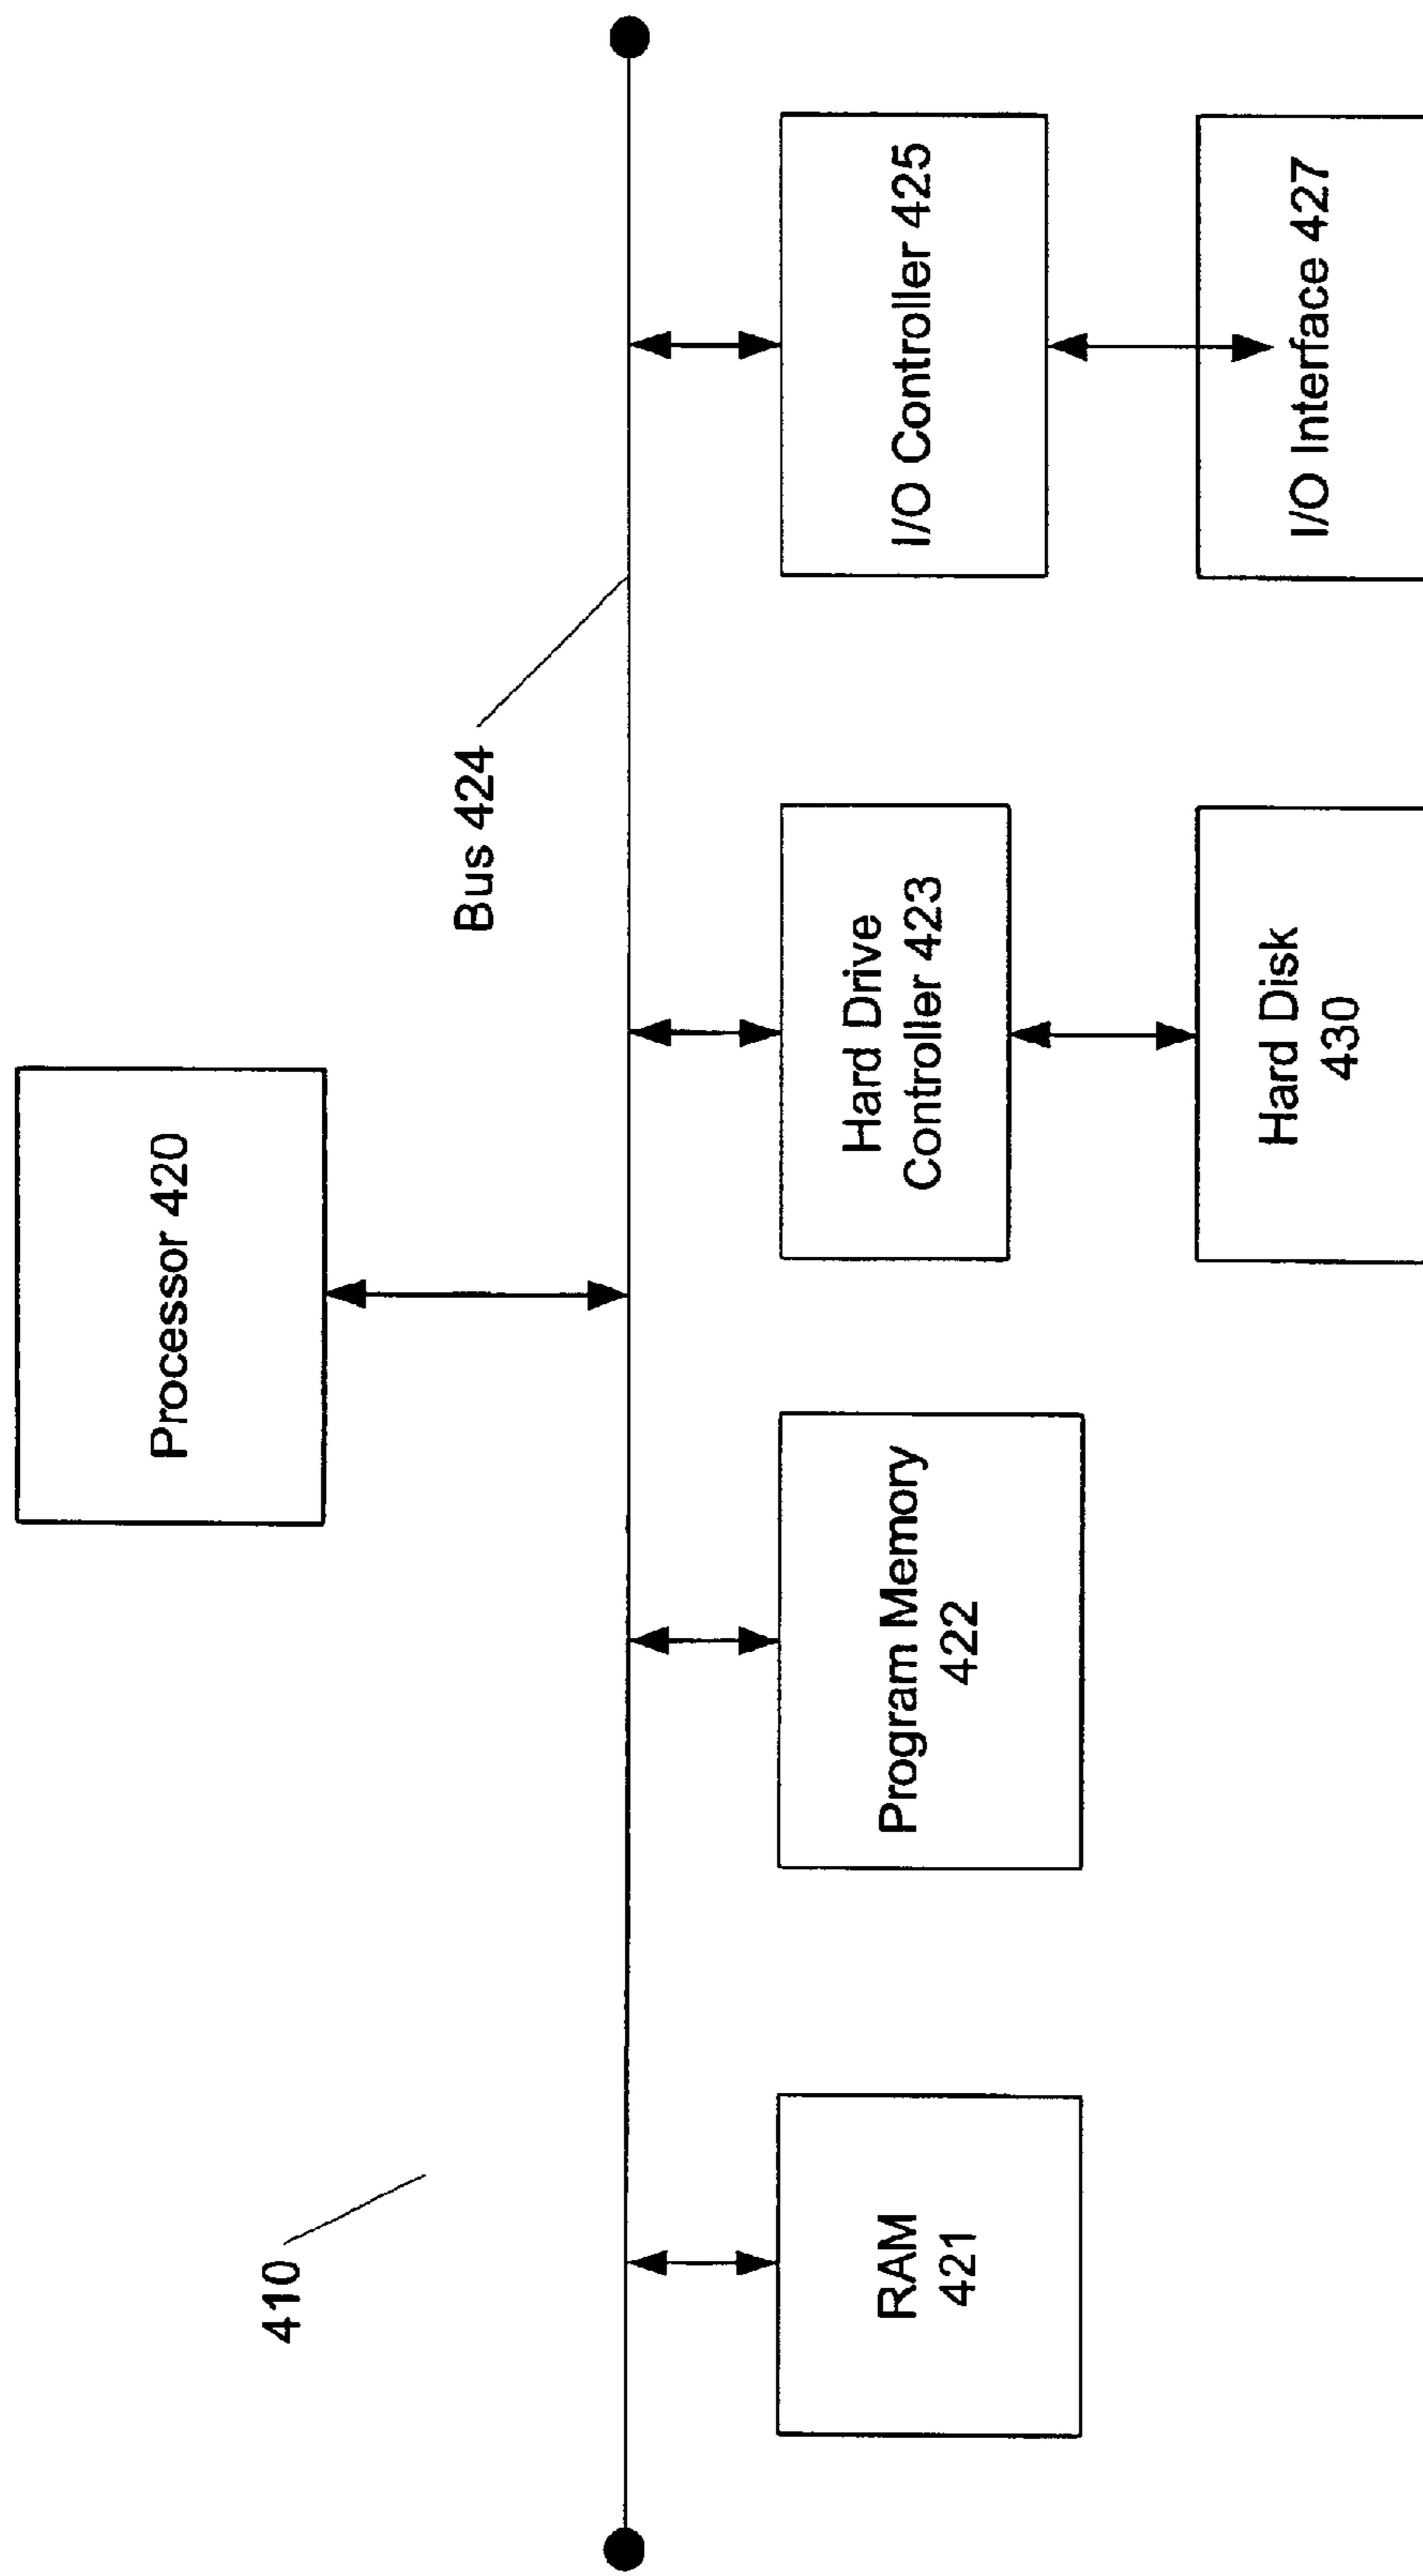 410
Processor 420
Bus 424
RAM
421
Program Memory
422
Hard Drive
Controller 423
I/O Controller 425
Hard Disk
430
I/O Interface 427